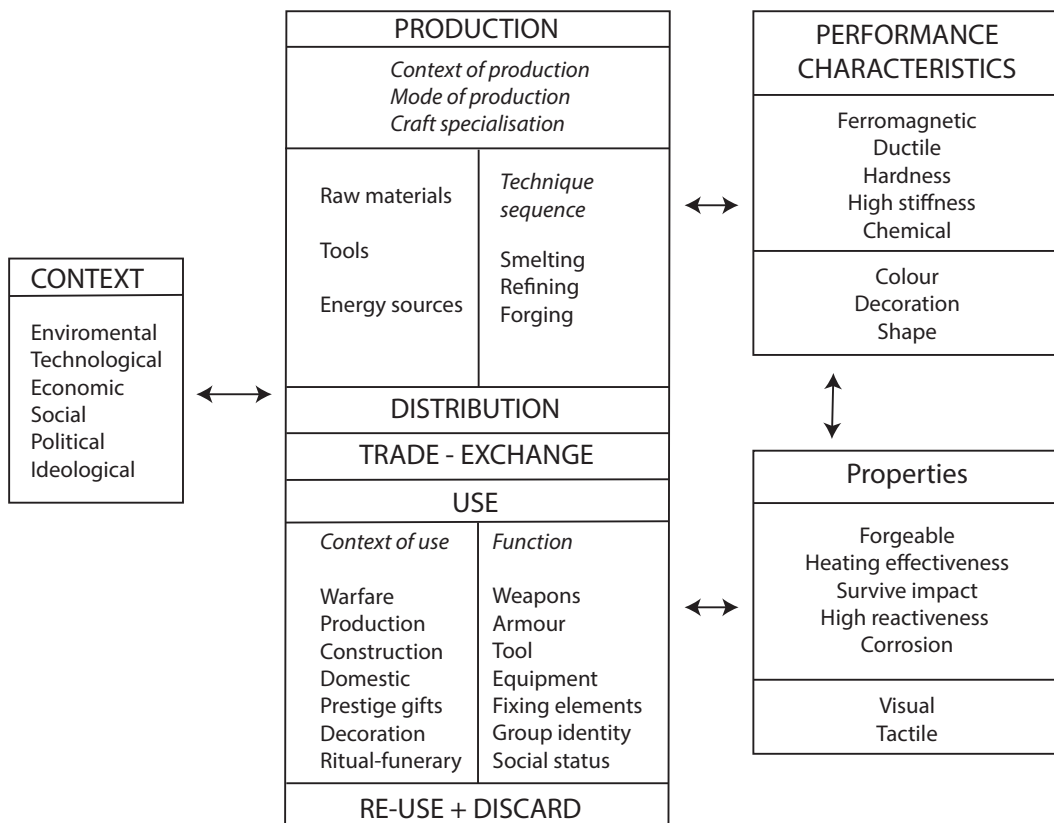 CONTEXT
Enviromental
Technological
Economic
Social
Political
Ideological
PRODUCTION
Context of production
Mode of production
Craft specialisation
Raw materials
Tools
Energy sources
Technique
sequence
Smelting
Refining
Forging
DISTRIBUTION
TRADE - EXCHANGE
USE
Context of use
Warfare
Production
Construction
Domestic
Prestige gifts
Decoration
Ritual-funerary
Function
Weapons
Armour
Tool
Equipment
Fixing elements
Group identity
Social status
RE-USE + DISCARD
PERFORMANCE
CHARACTERISTICS
Ferromagnetic
Ductile
Hardness
High stiffness
Chemical
Colour
Decoration
Shape
Properties
Forgeable
Heating effectiveness
Survive impact
High reactiveness
Corrosion
Visual
Tactile